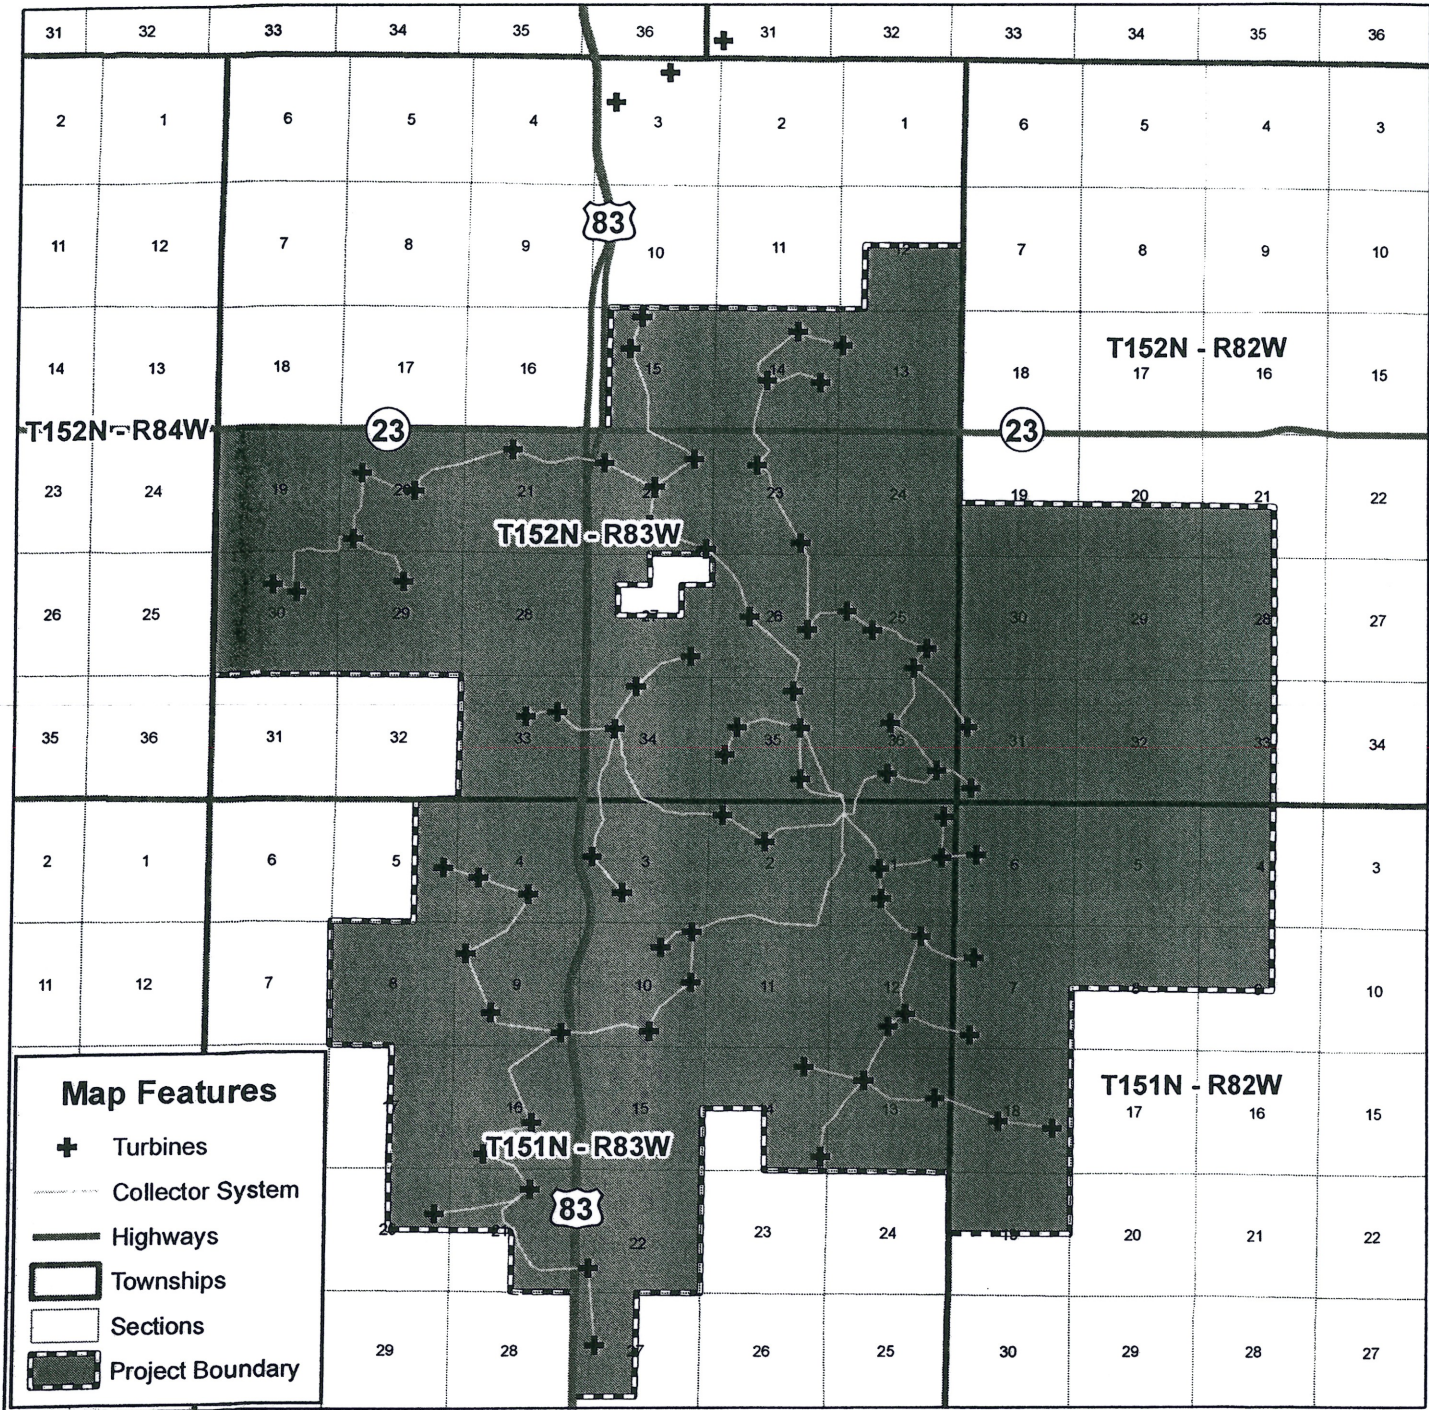 31 32 33 34 35 36 31 32 33 34 35 36
2 1 6 5 4 3 2 1 6 5 4 3
83
11 12 7 8 9 10 11 12 7 8 9 10
T152N - R82W
14 13 18 17 16 15 14 13 18 17 16 15
T152N - R84W 23 23
23 24 19 20 21 23 24 19 20 21 22
T152N - R83W
26 25 30 29 28 27 26 25 30 29 28 27
35 36 31 32 33 34 35 36 31 32 33 34
2 1 6 5 4 3 2 1 6 5 4 3
11 12 7 8 9 10 11 12 7 8 9 10
T151N - R82W
16 15 13 18 17 16 15
T151N - R83W
83
21 22 23 24 19 20 21 22
29 28 27 26 25 30 29 28 27
Map Features
Turbines
Collector System
Highways
Townships
Sections
Project Boundary